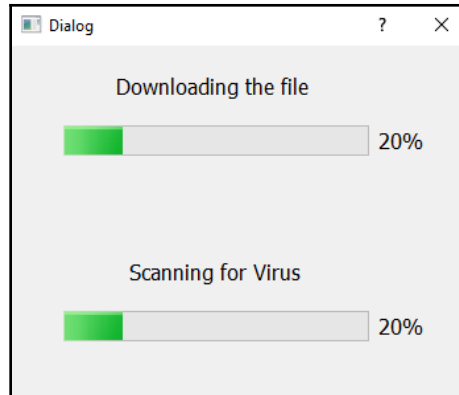 Dialog
?
Downloading the file
20%
Scanning for Virus
20%